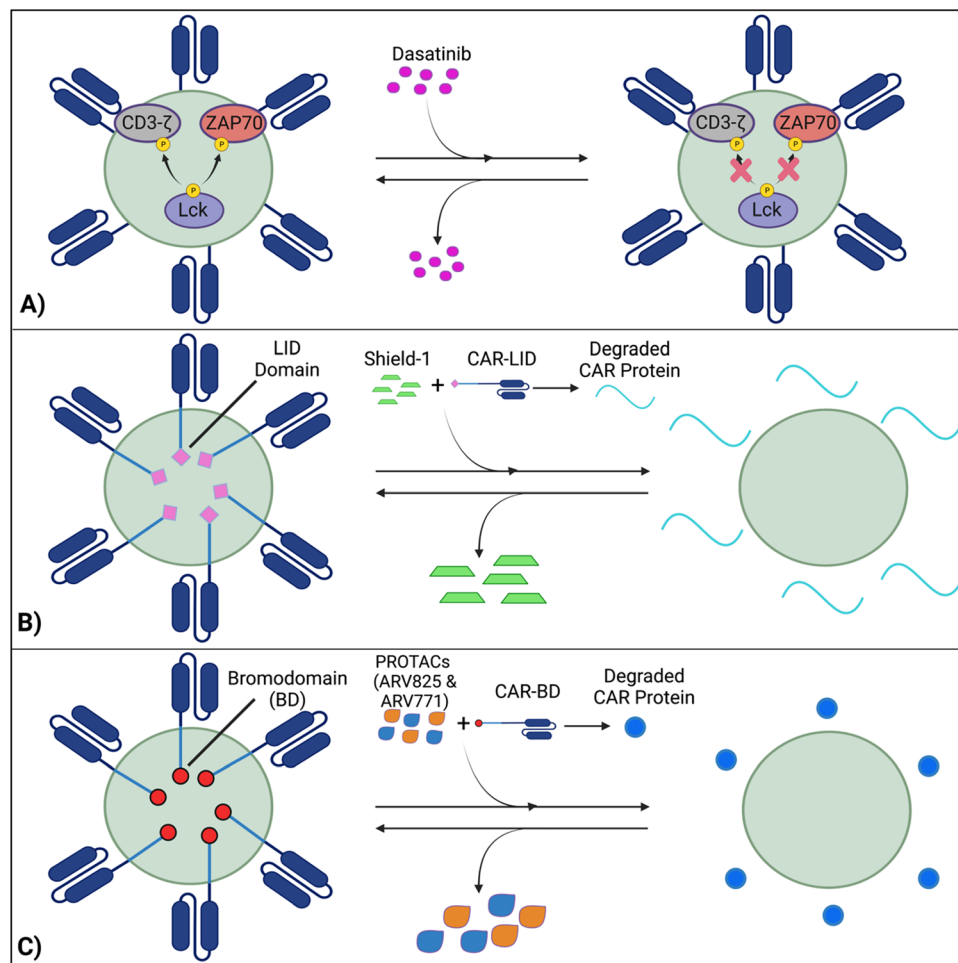 Dasatinib
CD3-ζ
ZAP70
P
P
P
Lck
CD3-ζ
ZAP70
P
P
P
Lck
A)
LID
Domain
Shield-1
+
CAR-LID
Degraded
CAR Protein
B)
Bromodomain
(BD)
PROTACs
(ARV825 &
ARV771)
+
CAR-BD
Degraded
CAR Protein
C)